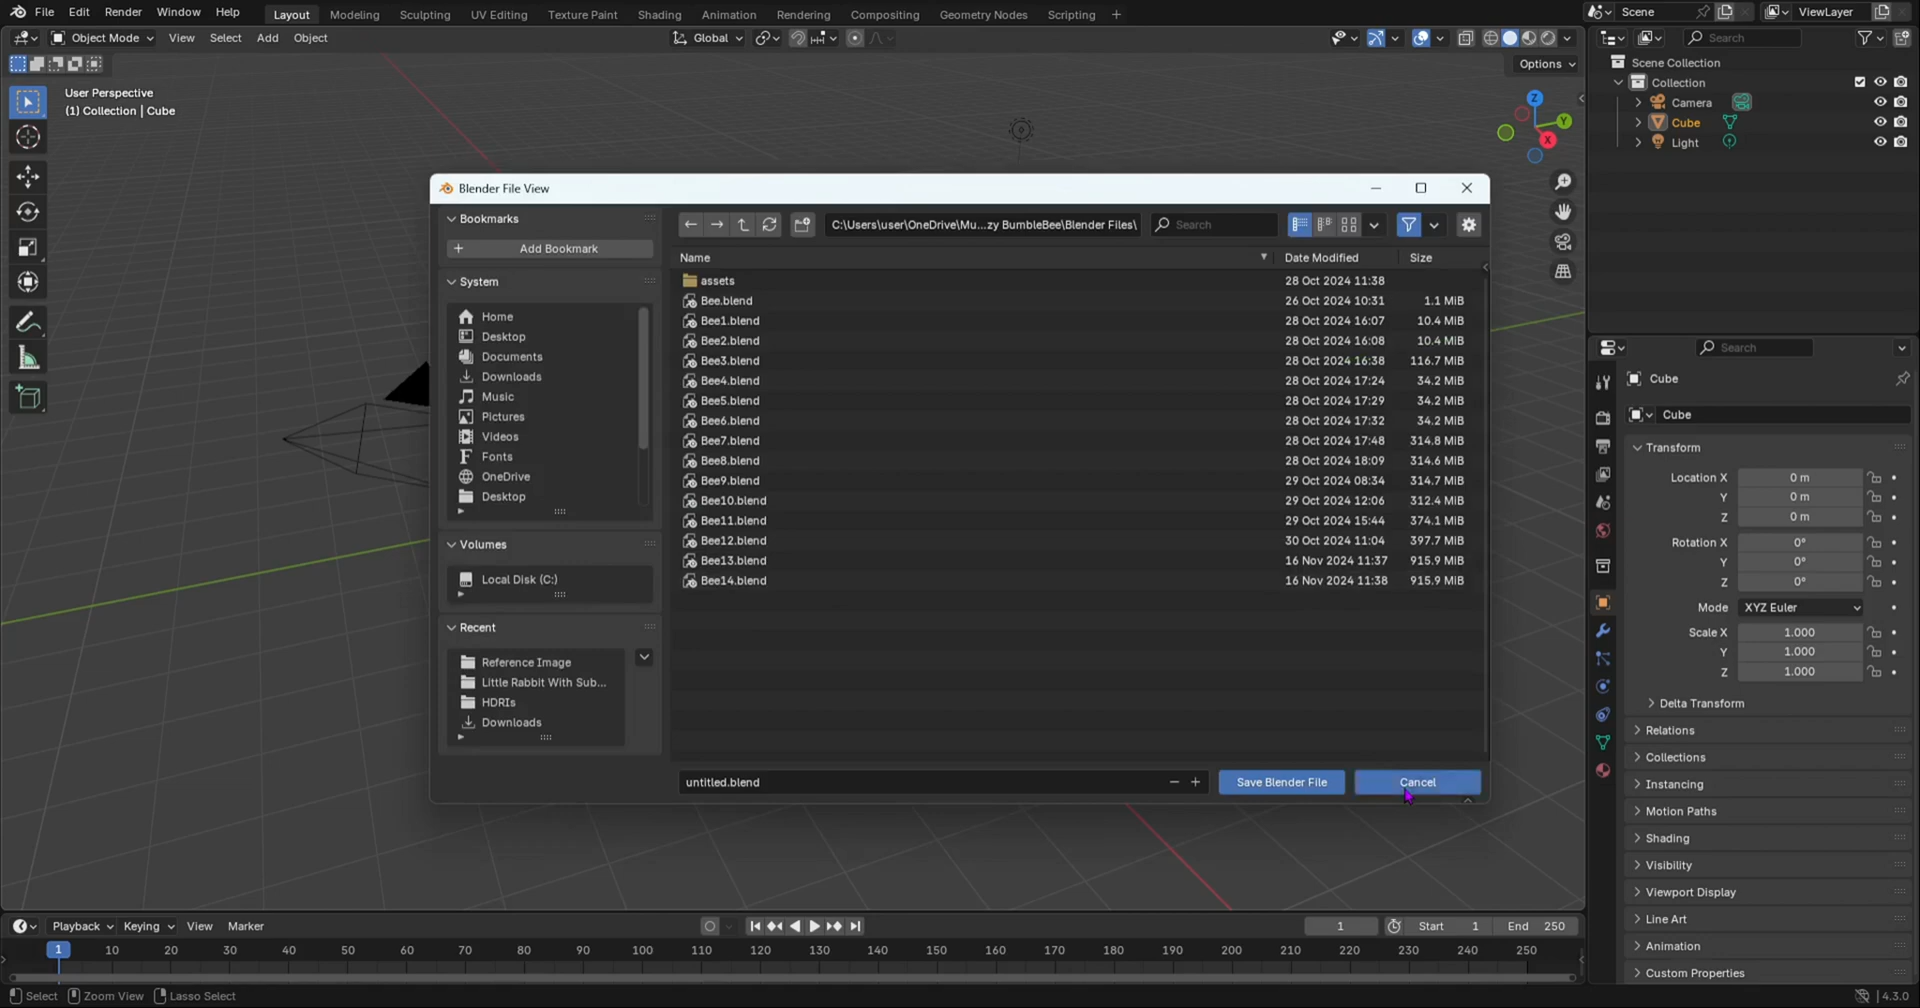 File Edit Render Window Help Layout Modeling Sculpting UV Editing Texture Paint Shading Animation Rendering Compositing Geometry Nodes Scripting + Scene ViewLayer
Object Mode View Select Add Object Global Search
Options
User Perspective
(1) Collection | Cube
Z
Y
X
Scene Collection
Collection
Camera
Cube
Light
Blender File View
Bookmarks
+ Add Bookmark
System
Home
Desktop
Documents
Downloads
Music
Pictures
Videos
Fonts
OneDrive
Desktop
Volumes
Local Disk (C:)
Recent
Reference Image
Little Rabbit With Sub...
HDRIs
Downloads
C:\Users\user\OneDrive\Mu...zy BumbleBee\Blender Files\ Search
Name Date Modified Size
assets 28 Oct 2024 11:38
Bee.blend 26 Oct 2024 10:31 1.1 MiB
Bee1.blend 28 Oct 2024 16:07 10.4 MiB
Bee2.blend 28 Oct 2024 16:08 10.4 MiB
Bee3.blend 28 Oct 2024 16:38 116.7 MiB
Bee4.blend 28 Oct 2024 17:24 34.2 MiB
Bee5.blend 28 Oct 2024 17:29 34.2 MiB
Bee6.blend 28 Oct 2024 17:32 34.2 MiB
Bee7.blend 28 Oct 2024 17:48 314.8 MiB
Bee8.blend 28 Oct 2024 18:09 314.6 MiB
Bee9.blend 29 Oct 2024 08:34 314.7 MiB
Bee10.blend 29 Oct 2024 12:06 312.4 MiB
Bee11.blend 29 Oct 2024 15:44 374.1 MiB
Bee12.blend 30 Oct 2024 11:04 397.7 MiB
Bee13.blend 16 Nov 2024 11:37 915.9 MiB
Bee14.blend 16 Nov 2024 11:38 915.9 MiB
untitled.blend − + Save Blender File Cancel
Search
Cube
Cube
Transform
Location X 0 m
Y 0 m
Z 0 m
Rotation X 0°
Y 0°
Z 0°
Mode XYZ Euler
Scale X 1.000
Y 1.000
Z 1.000
Delta Transform
Relations
Collections
Instancing
Motion Paths
Shading
Visibility
Viewport Display
Line Art
Animation
Custom Properties
Playback Keying View Marker 1 Start 1 End 250
1 10 20 30 40 50 60 70 80 90 100 110 120 130 140 150 160 170 180 190 200 210 220 230 240 250
Select Zoom View Lasso Select 4.3.0